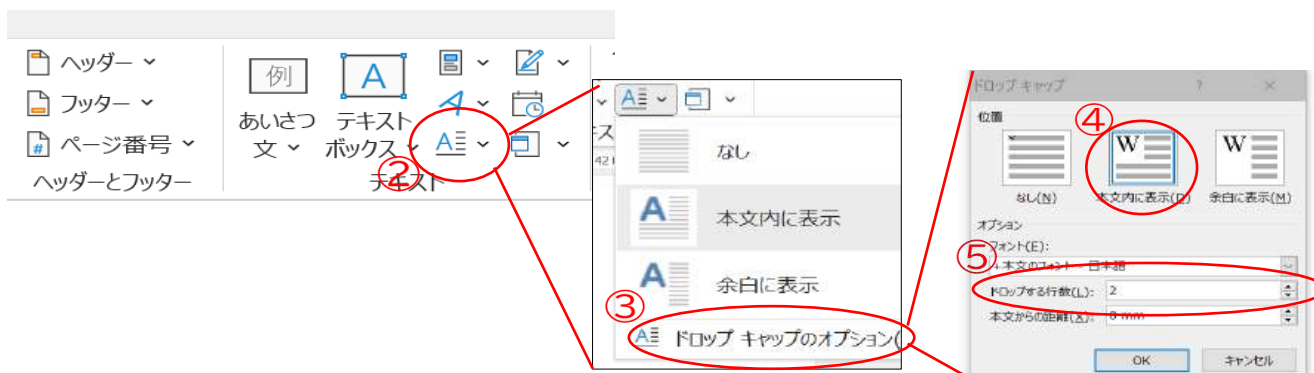 ヘッダー
フッター
ページ番号
ヘッダーとフッター
例
あいさつ
文
A
テキスト
ボックス
②
テキスト
なし
本文内に表示
余白に表示
③
ドロップ キャップのオプション(
ドロップ キャップ
?
位置
④
W
W
なし(N)
本文内に表示(D)
余白に表示(M)
オプション
フォント(E):
⑤
+ 本文のフォント - 日本語
ドロップする行数(L):
2
本文からの距離(X):
0 mm
OK
キャンセル